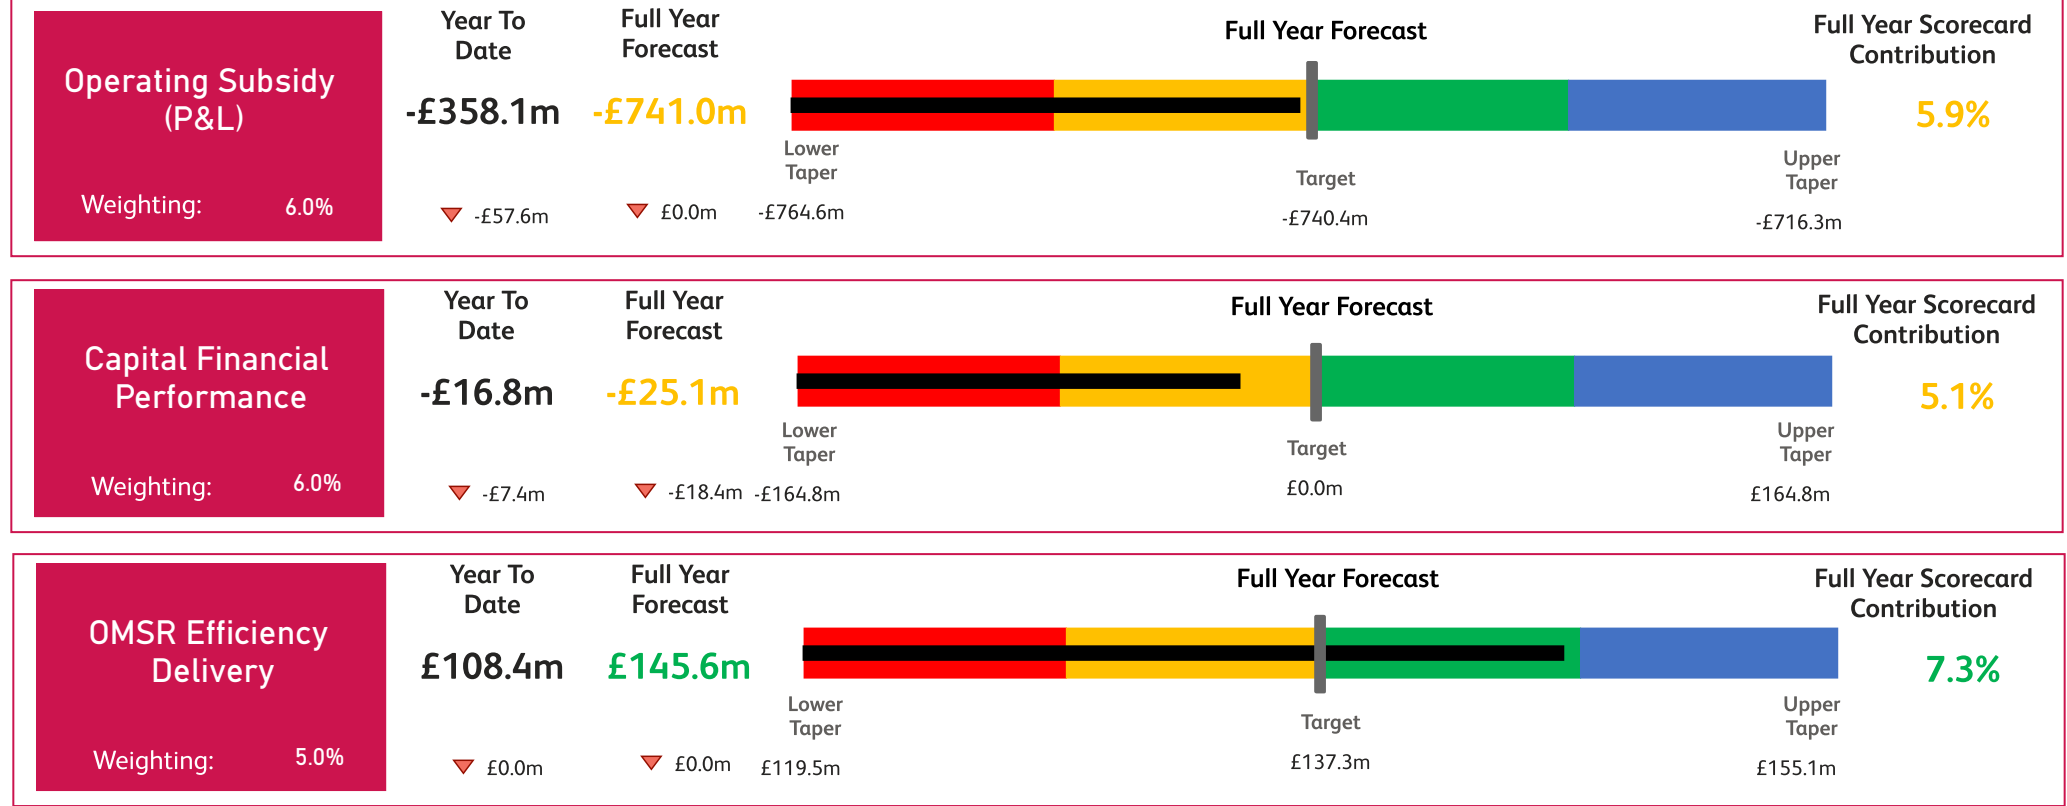 Operating Subsidy
(P&L)
Weighting: 6.0%
Year To
Date
-£358.1m
-£57.6m
Full Year
Forecast
-£741.0m
£0.0m
Full Year Forecast
Lower
Taper
-£764.6m
Target
-£740.4m
Upper
Taper
-£716.3m
Full Year Scorecard
Contribution
5.9%
Capital Financial
Performance
Weighting: 6.0%
Year To
Date
-£16.8m
-£7.4m
Full Year
Forecast
-£25.1m
-£18.4m
Full Year Forecast
Lower
Taper
-£164.8m
Target
£0.0m
Upper
Taper
£164.8m
Full Year Scorecard
Contribution
5.1%
OMSR Efficiency
Delivery
Weighting: 5.0%
Year To
Date
£108.4m
£0.0m
Full Year
Forecast
£145.6m
£0.0m
Full Year Forecast
Lower
Taper
£119.5m
Target
£137.3m
Upper
Taper
£155.1m
Full Year Scorecard
Contribution
7.3%